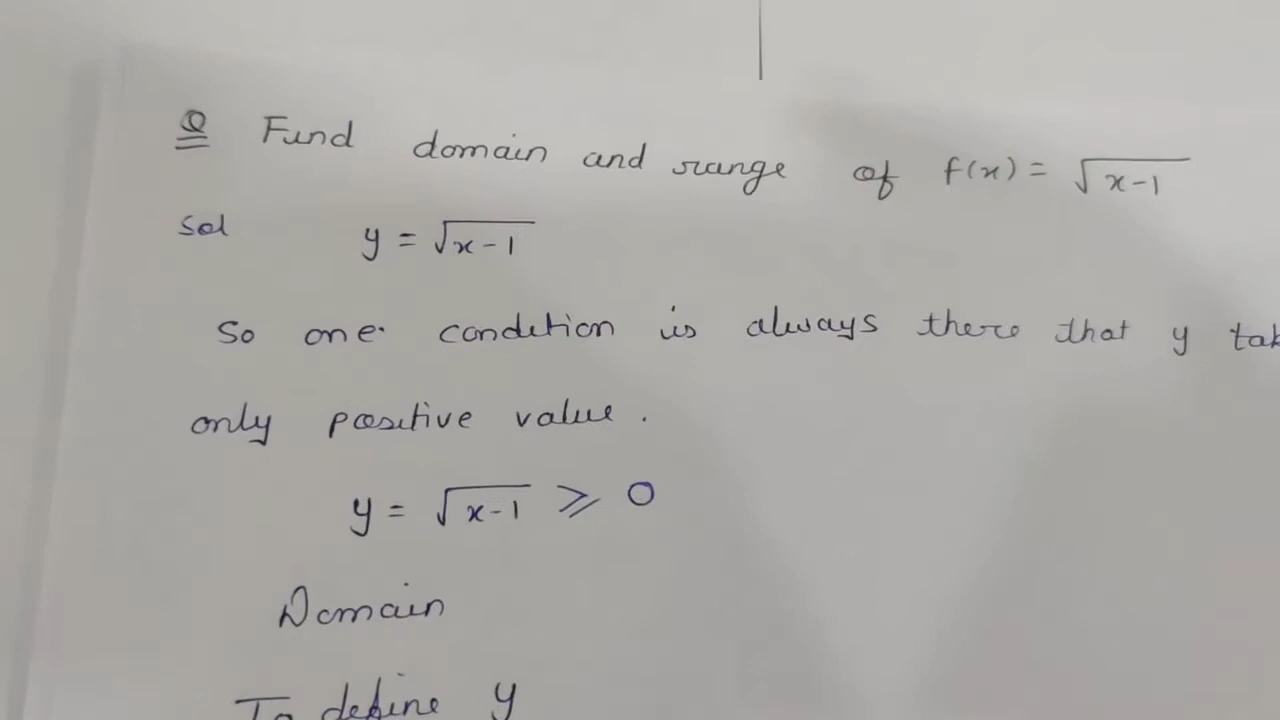 Q Find domain and range of f(x) = √x-1
Sol y = √x-1
So one condition is always there that y
only positive value.
y = √x-1 ⩾ 0
Domain
To define y